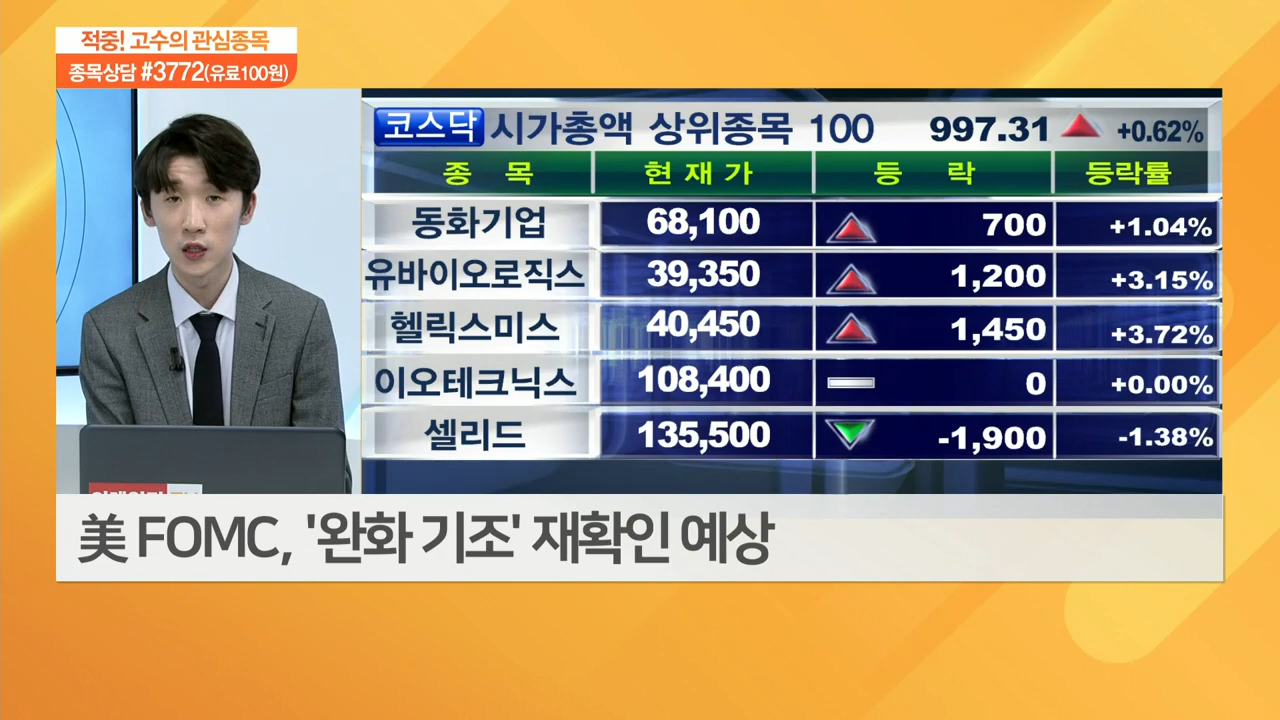 적중! 고수의 관심종목
종목상담 #3772(유료100원)
코스닥 시가총액 상위종목 100 997.31 +0.62%
종 목 현 재 가 등 락 등락률
동화기업 68,100 700 +1.04%
유바이오로직스 39,350 1,200 +3.15%
헬릭스미스 40,450 1,450 +3.72%
이오테크닉스 108,400 0 +0.00%
셀리드 135,500 -1,900 -1.38%
美 FOMC, '완화 기조' 재확인 예상